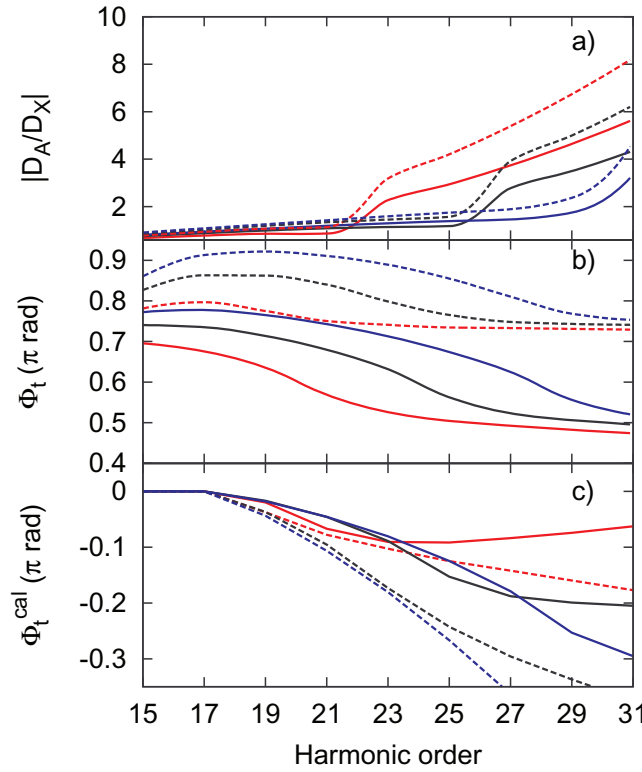 10
8
6
4
2
|D_A/D_X|
a)
0.9
0.8
0.7
0.6
0.5
0.4
Φ_t (π rad)
b)
0
-0.1
-0.2
-0.3
Φ_t^cal (π rad)
c)
15 17 19 21 23 25 27 29 31
Harmonic order